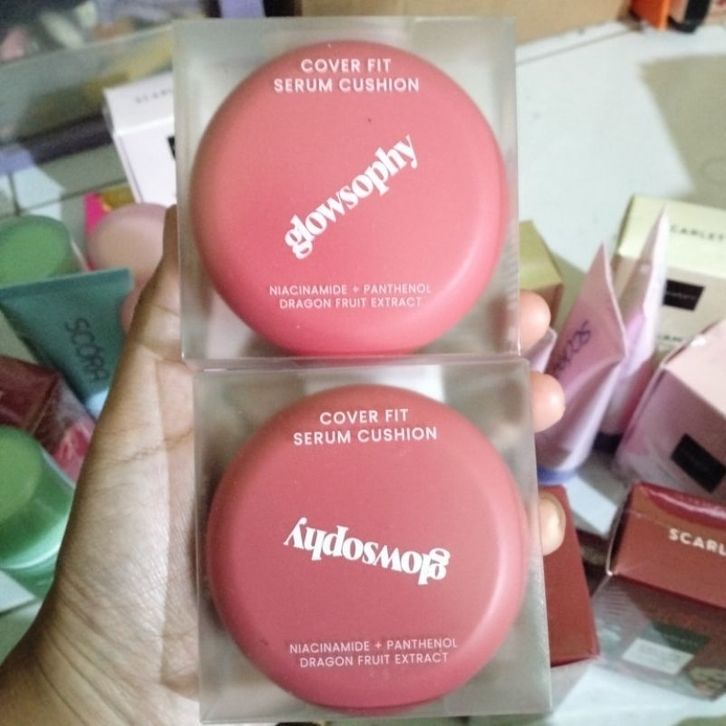 COVER FIT
SERUM CUSHION
glowsophy
NIACINAMIDE + PANTHENOL
DRAGON FRUIT EXTRACT
COVER FIT
SERUM CUSHION
glowsophy
NIACINAMIDE + PANTHENOL
DRAGON FRUIT EXTRACT
SCORA
SCARLETT
SCARL